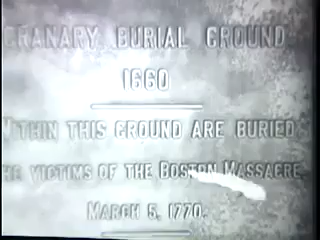 GRANARY BURIAL GROUND
1660
WITHIN THIS GROUND ARE BURIED
THE VICTIMS OF THE BOSTON MASSACRE
MARCH 5, 1770.